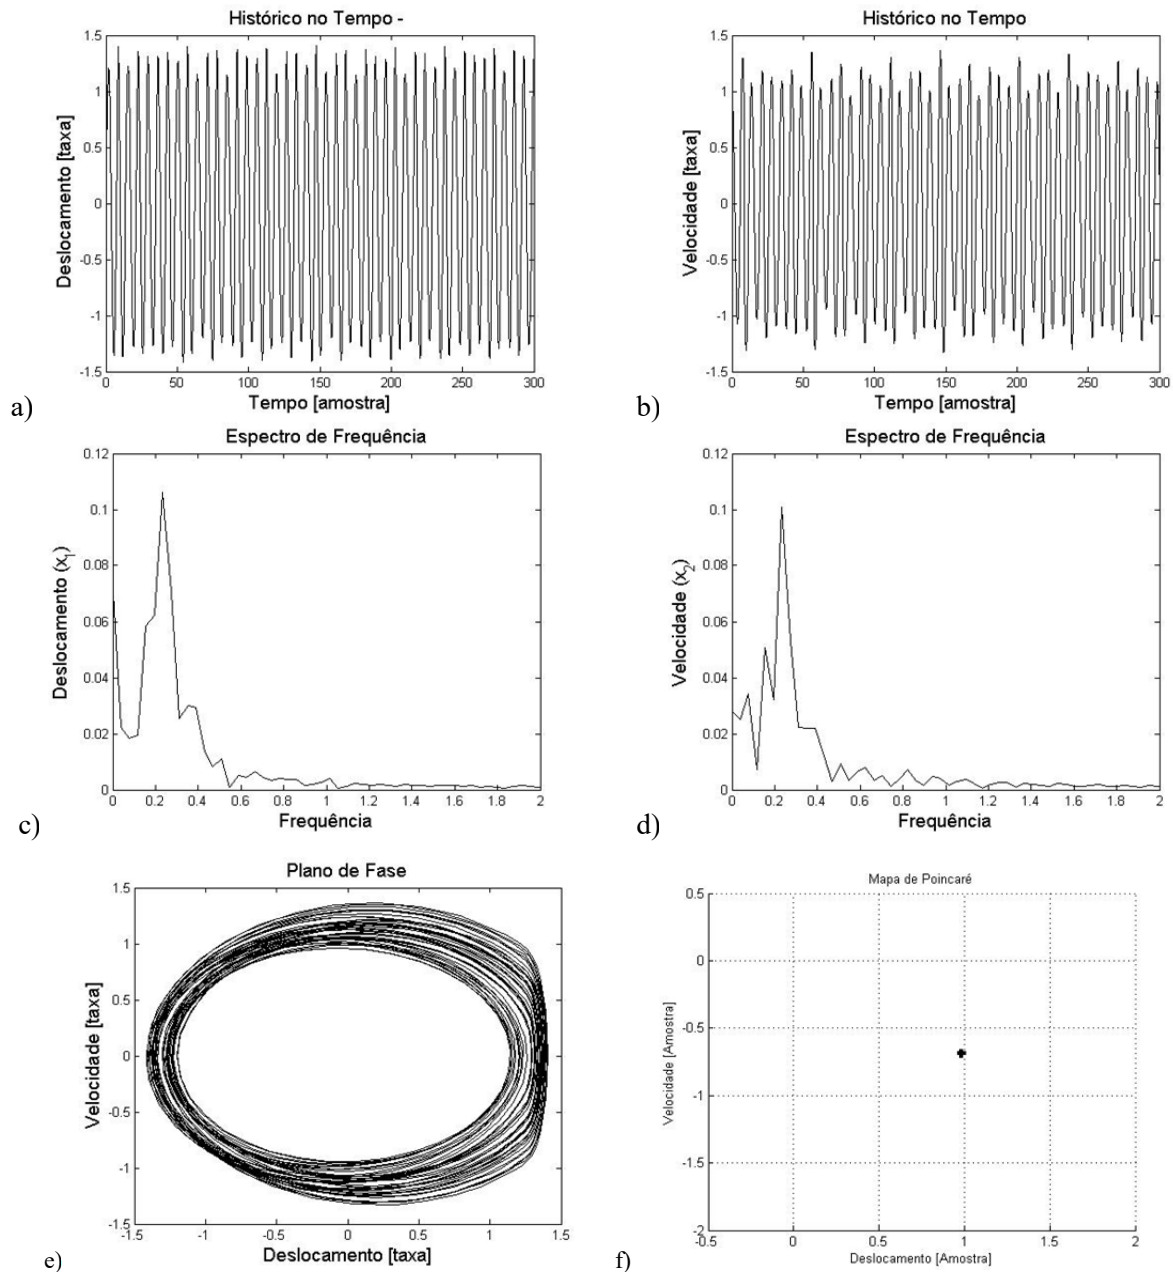 Histórico no Tempo -
Deslocamento [taxa]
1.5
1
0.5
0
-0.5
-1
-1.5
0 50 100 150 200 250 300
Tempo [amostra]
a)
Histórico no Tempo
Velocidade [taxa]
1.5
1
0.5
0
-0.5
-1
-1.5
0 50 100 150 200 250 300
Tempo [amostra]
b)
Espectro de Frequência
Deslocamento (x₁)
0.12
0.1
0.08
0.06
0.04
0.02
0
0 0.2 0.4 0.6 0.8 1 1.2 1.4 1.6 1.8 2
Frequência
c)
Espectro de Frequência
Velocidade (x₂)
0.12
0.1
0.08
0.06
0.04
0.02
0
0 0.2 0.4 0.6 0.8 1 1.2 1.4 1.6 1.8 2
Frequência
d)
Plano de Fase
Velocidade [taxa]
1.5
1
0.5
0
-0.5
-1
-1.5
-1.5 -1 -0.5 0 0.5 1 1.5
Deslocamento [taxa]
e)
Mapa de Poincaré
Velocidade [Amostra]
0.5
0
-0.5
-1
-1.5
-2
-0.5 0 0.5 1 1.5 2
Deslocamento [Amostra]
f)